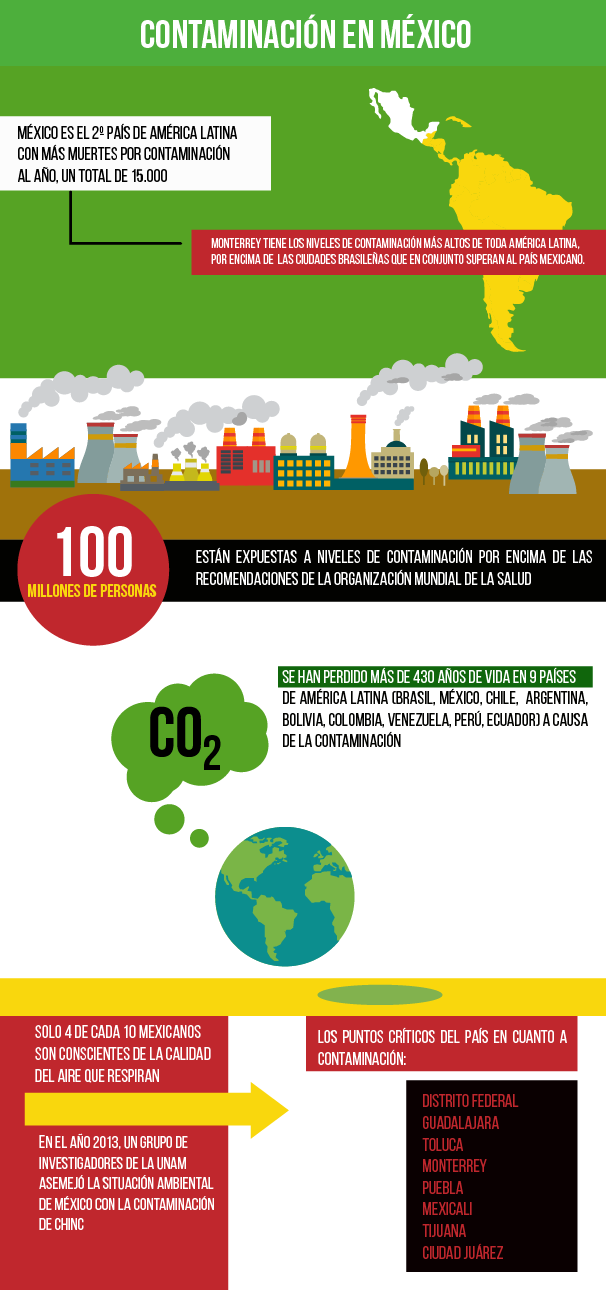 CONTAMINACIÓN EN MÉXICO
MÉXICO ES EL 2º PAÍS DE AMÉRICA LATINA
CON MÁS MUERTES POR CONTAMINACIÓN
AL AÑO, UN TOTAL DE 15.000
MONTERREY TIENE LOS NIVELES DE CONTAMINACIÓN MÁS ALTOS DE TODA AMÉRICA LATINA,
POR ENCIMA DE LAS CIUDADES BRASILEÑAS QUE EN CONJUNTO SUPERAN AL PAÍS MEXICANO.
100
MILLONES DE PERSONAS
ESTÁN EXPUESTAS A NIVELES DE CONTAMINACIÓN POR ENCIMA DE LAS
RECOMENDACIONES DE LA ORGANIZACIÓN MUNDIAL DE LA SALUD
SE HAN PERDIDO MÁS DE 430 AÑOS DE VIDA EN 9 PAÍSES
DE AMÉRICA LATINA (BRASIL, MÉXICO, CHILE, ARGENTINA,
BOLIVIA, COLOMBIA, VENEZUELA, PERÚ, ECUADOR) A CAUSA
DE LA CONTAMINACIÓN
CO2
SOLO 4 DE CADA 10 MEXICANOS
SON CONSCIENTES DE LA CALIDAD
DEL AIRE QUE RESPIRAN
EN EL AÑO 2013, UN GRUPO DE
INVESTIGADORES DE LA UNAM
ASEMEJÓ LA SITUACIÓN AMBIENTAL
DE MÉXICO CON LA CONTAMINACIÓN
DE CHINC
LOS PUNTOS CRÍTICOS DEL PAÍS EN CUANTO A
CONTAMINACIÓN:
DISTRITO FEDERAL
GUADALAJARA
TOLUCA
MONTERREY
PUEBLA
MEXICALI
TIJUANA
CIUDAD JUÁREZ